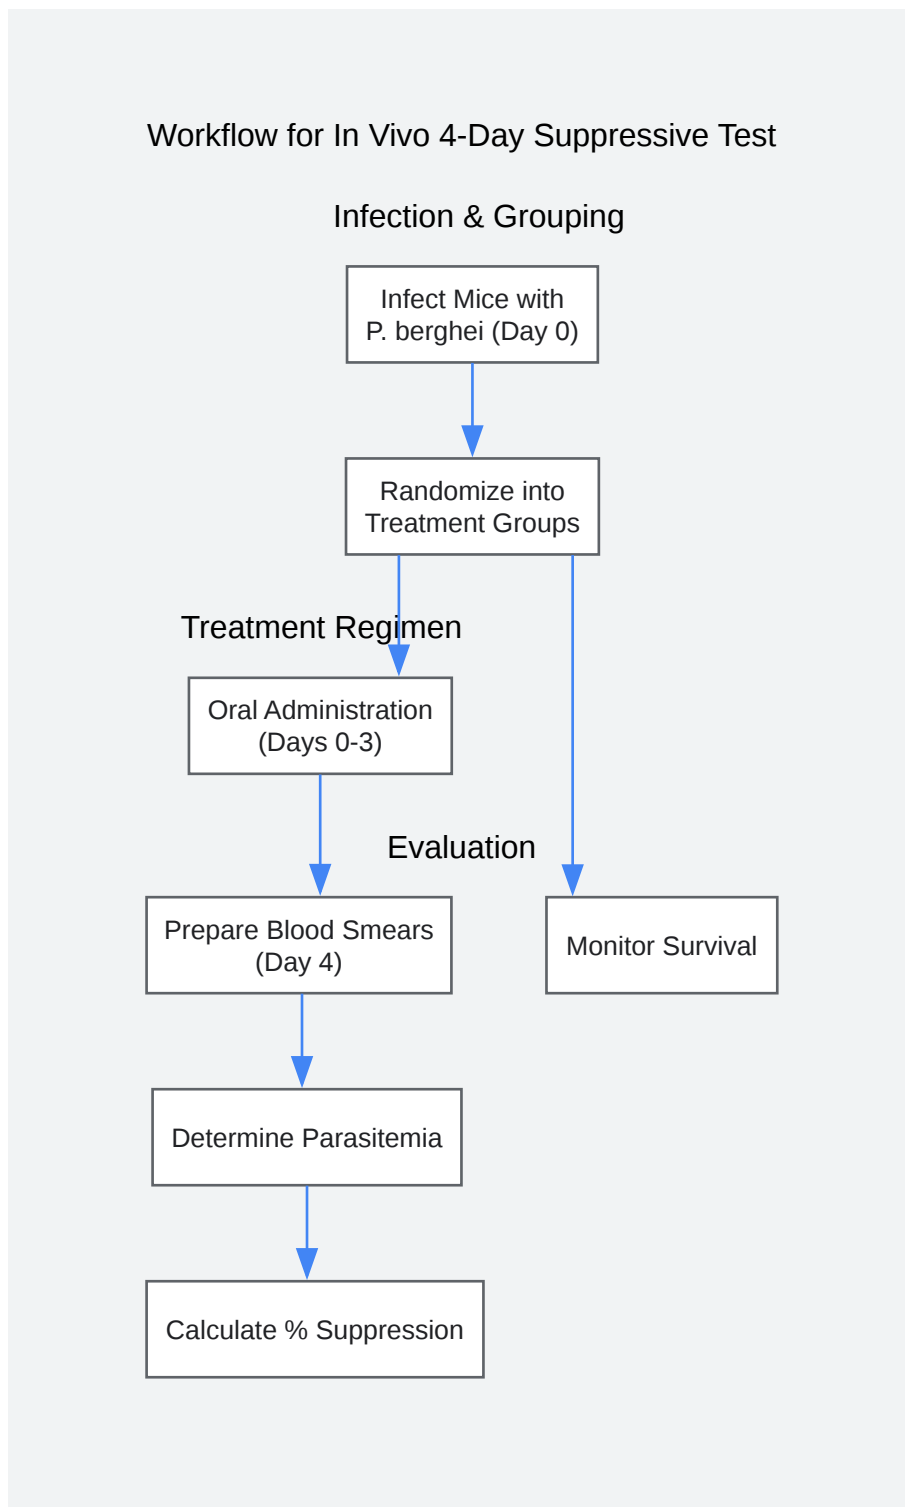 Workflow for In Vivo 4-Day Suppressive Test
Infection & Grouping
Infect Mice with
P. berghei (Day 0)
Randomize into
Treatment Groups
Treatment Regimen
Oral Administration
(Days 0-3)
Evaluation
Prepare Blood Smears
(Day 4)
Monitor Survival
Determine Parasitemia
Calculate % Suppression